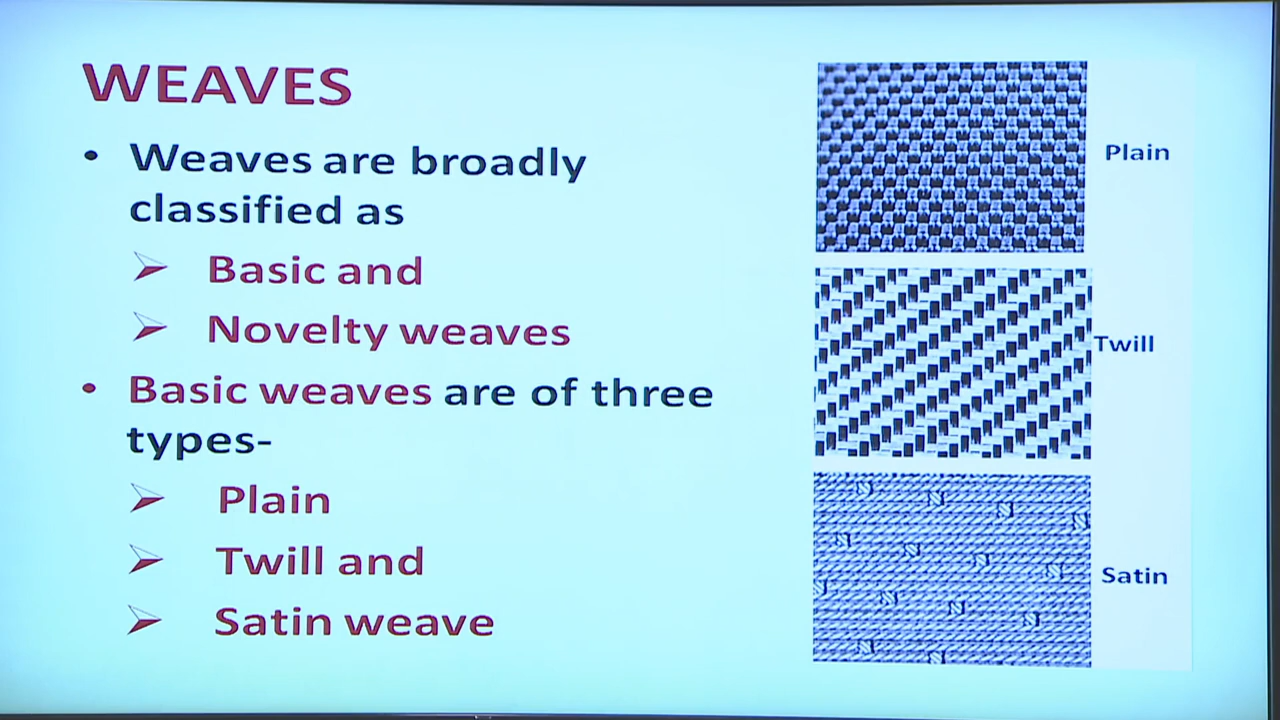 WEAVES
• Weaves are broadly
classified as
➢ Basic and
➢ Novelty weaves
• Basic weaves are of three
types-
➢ Plain
➢ Twill and
➢ Satin weave
Plain
Twill
Satin